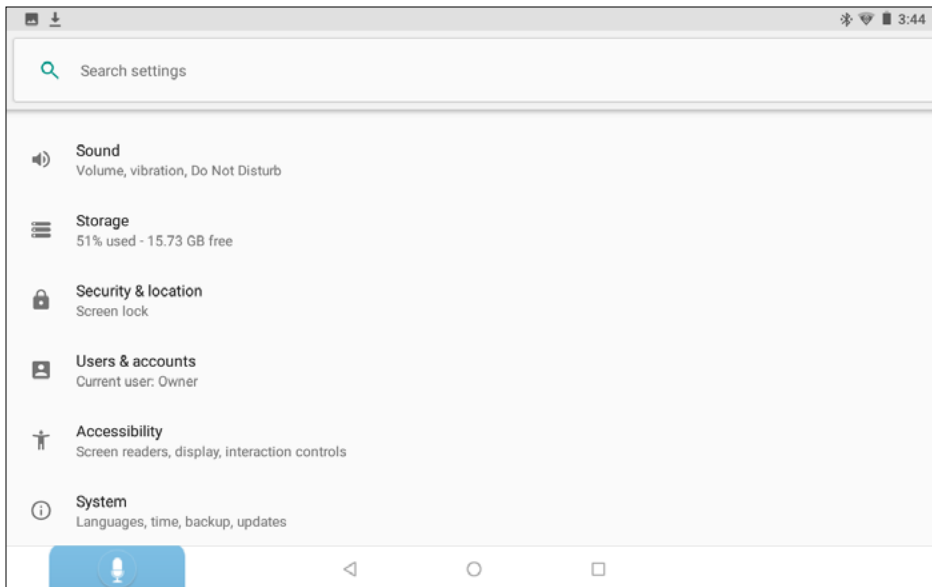 3:44
Search settings
Sound
Volume, vibration, Do Not Disturb
Storage
51% used - 15.73 GB free
Security & location
Screen lock
Users & accounts
Current user: Owner
Accessibility
Screen readers, display, interaction controls
System
Languages, time, backup, updates